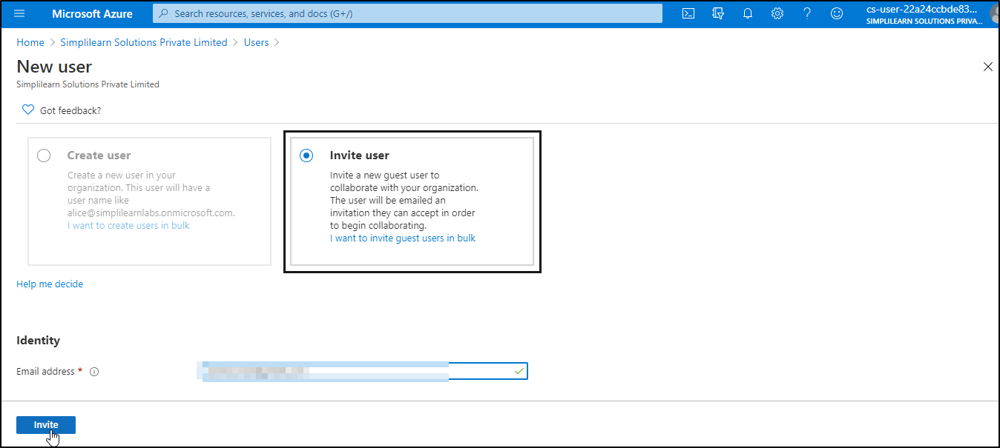 Microsoft Azure
Search resources, services, and docs (G+/)
cs-user-22a24ccbde83...
SIMPLILEARN SOLUTIONS PRIVA...
Home > Simplilearn Solutions Private Limited > Users >
New user
Simplilearn Solutions Private Limited
Got feedback?
Create user
Create a new user in your
organization. This user will have a
user name like
alice@simplilearnlabs.onmicrosoft.com.
I want to create users in bulk
Invite user
Invite a new guest user to
collaborate with your organization.
The user will be emailed an
invitation they can accept in order
to begin collaborating.
I want to invite guest users in bulk
Help me decide
Identity
Email address *
Invite